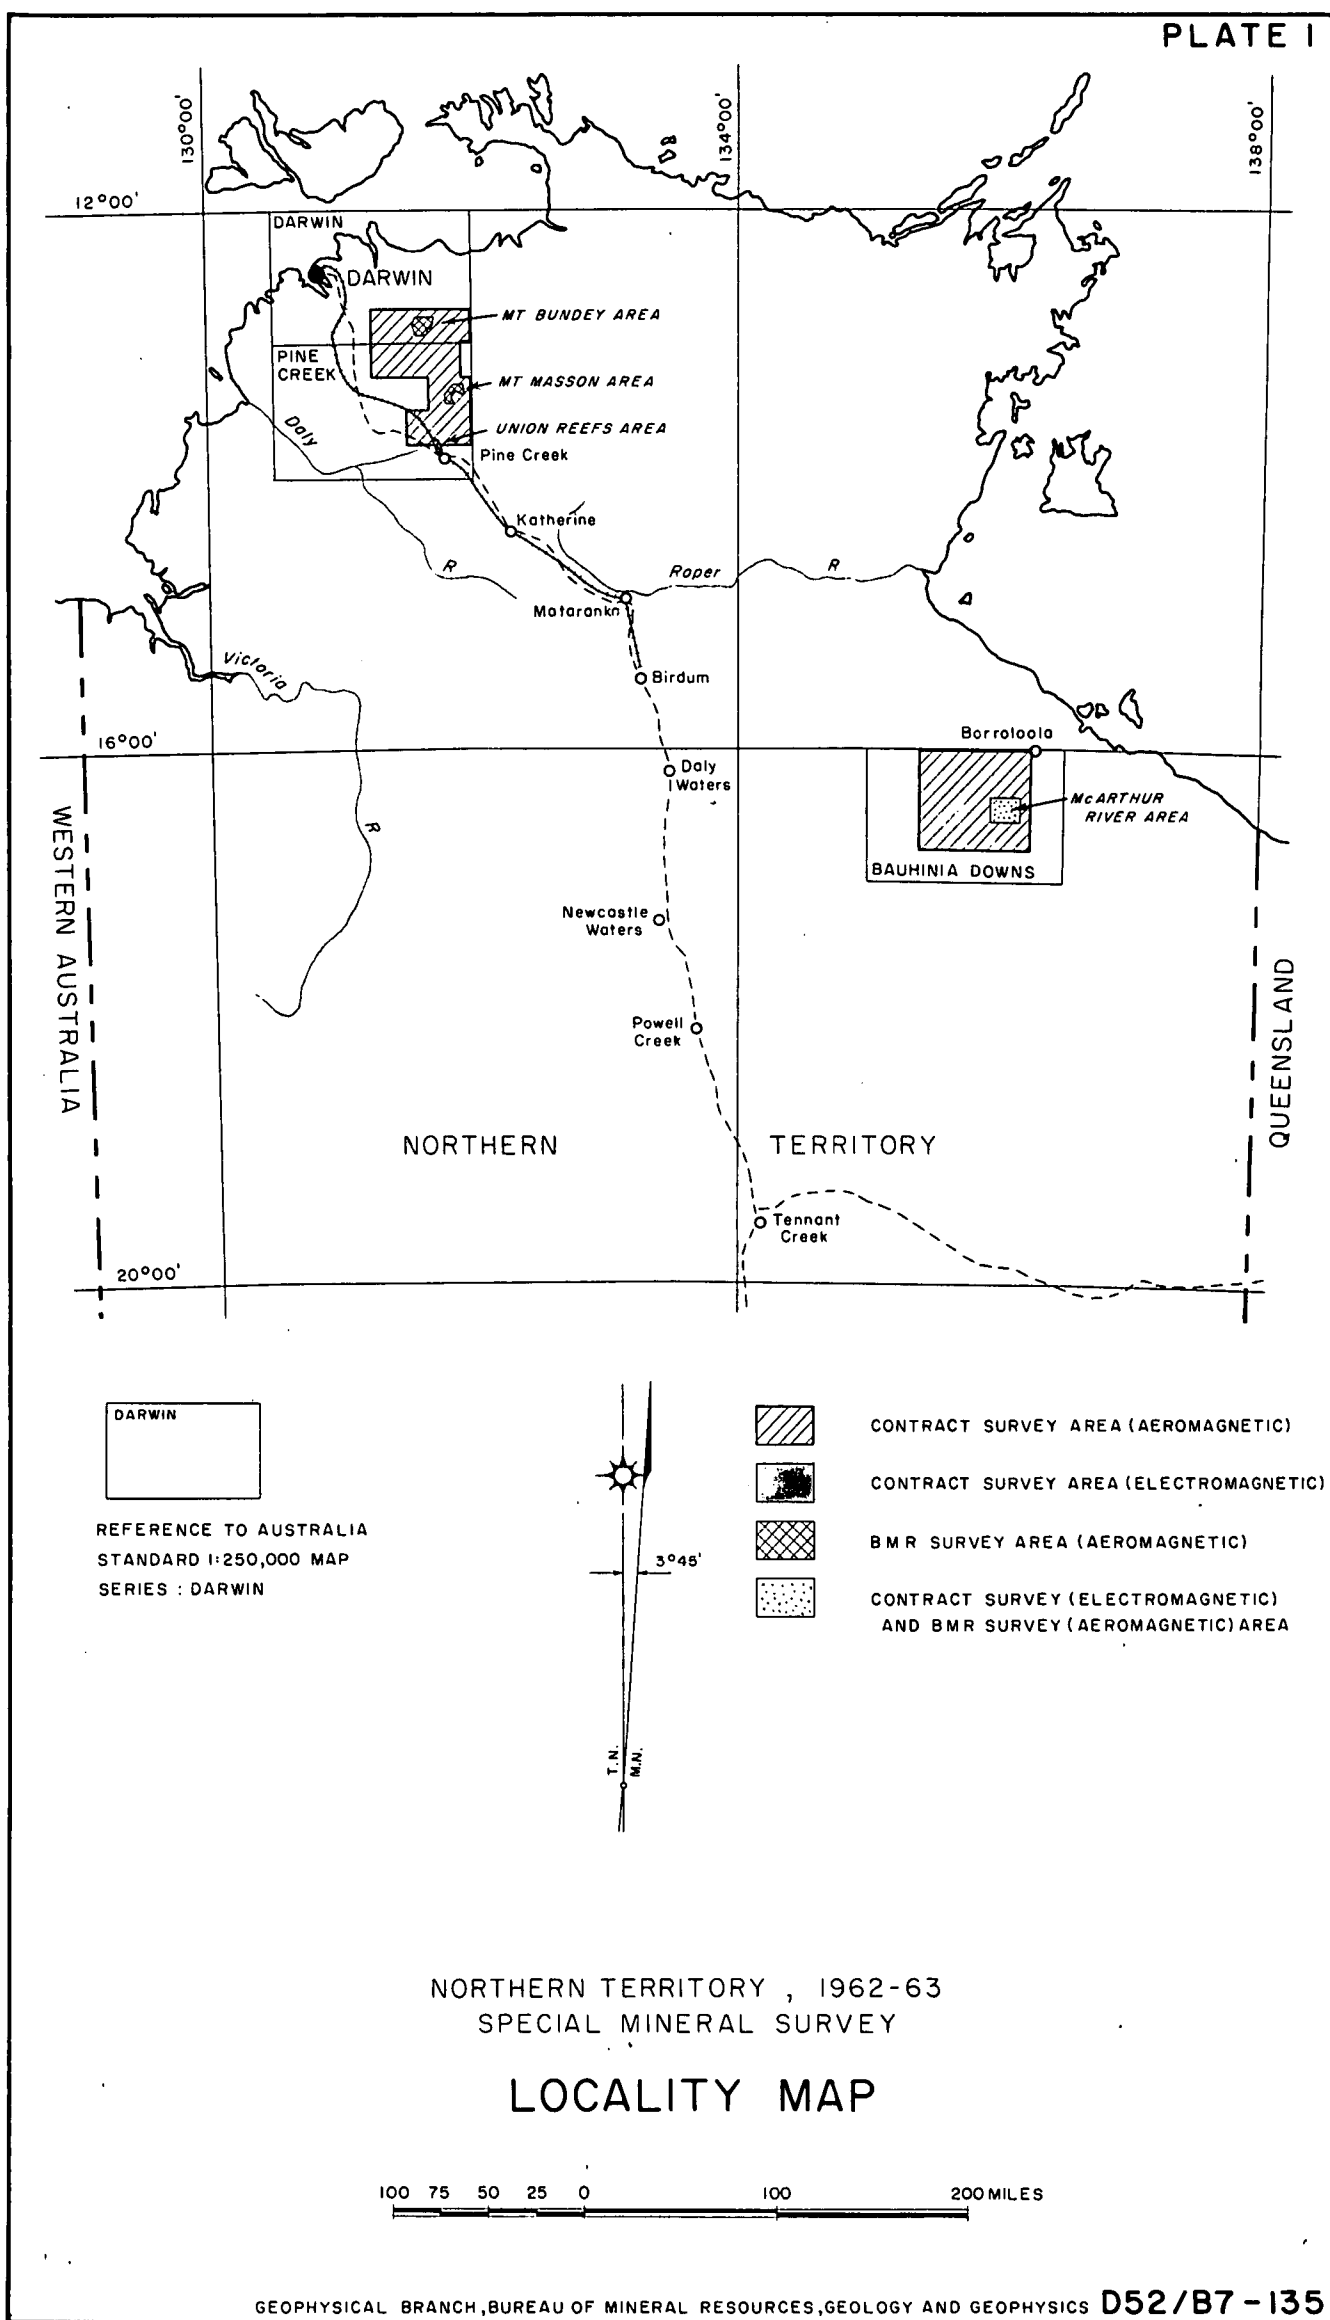 PLATE 1
130°00'
134°00'
138°00'
12°00'
DARWIN
DARWIN
MT BUNDEY AREA
PINE
CREEK
MT MASSON AREA
Daly
UNION REEFS AREA
Pine Creek
Katherine
R
Roper
R
Mataranka
Victoria
Birdum
16°00'
Borroloola
Daly
Waters
McARTHUR
RIVER AREA
R
BAUHINIA DOWNS
WESTERN AUSTRALIA
Newcastle
Waters
QUEENSLAND
Powell
Creek
NORTHERN TERRITORY
Tennant
Creek
20°00'
DARWIN
REFERENCE TO AUSTRALIA
STANDARD 1:250,000 MAP
SERIES : DARWIN
3°45'
T.N.
M.N.
CONTRACT SURVEY AREA (AEROMAGNETIC)
CONTRACT SURVEY AREA (ELECTROMAGNETIC)
BMR SURVEY AREA (AEROMAGNETIC)
CONTRACT SURVEY (ELECTROMAGNETIC)
AND BMR SURVEY (AEROMAGNETIC) AREA
NORTHERN TERRITORY , 1962-63
SPECIAL MINERAL SURVEY
LOCALITY MAP
100 75 50 25 0 100 200 MILES
GEOPHYSICAL BRANCH, BUREAU OF MINERAL RESOURCES, GEOLOGY AND GEOPHYSICS D52/B7-135